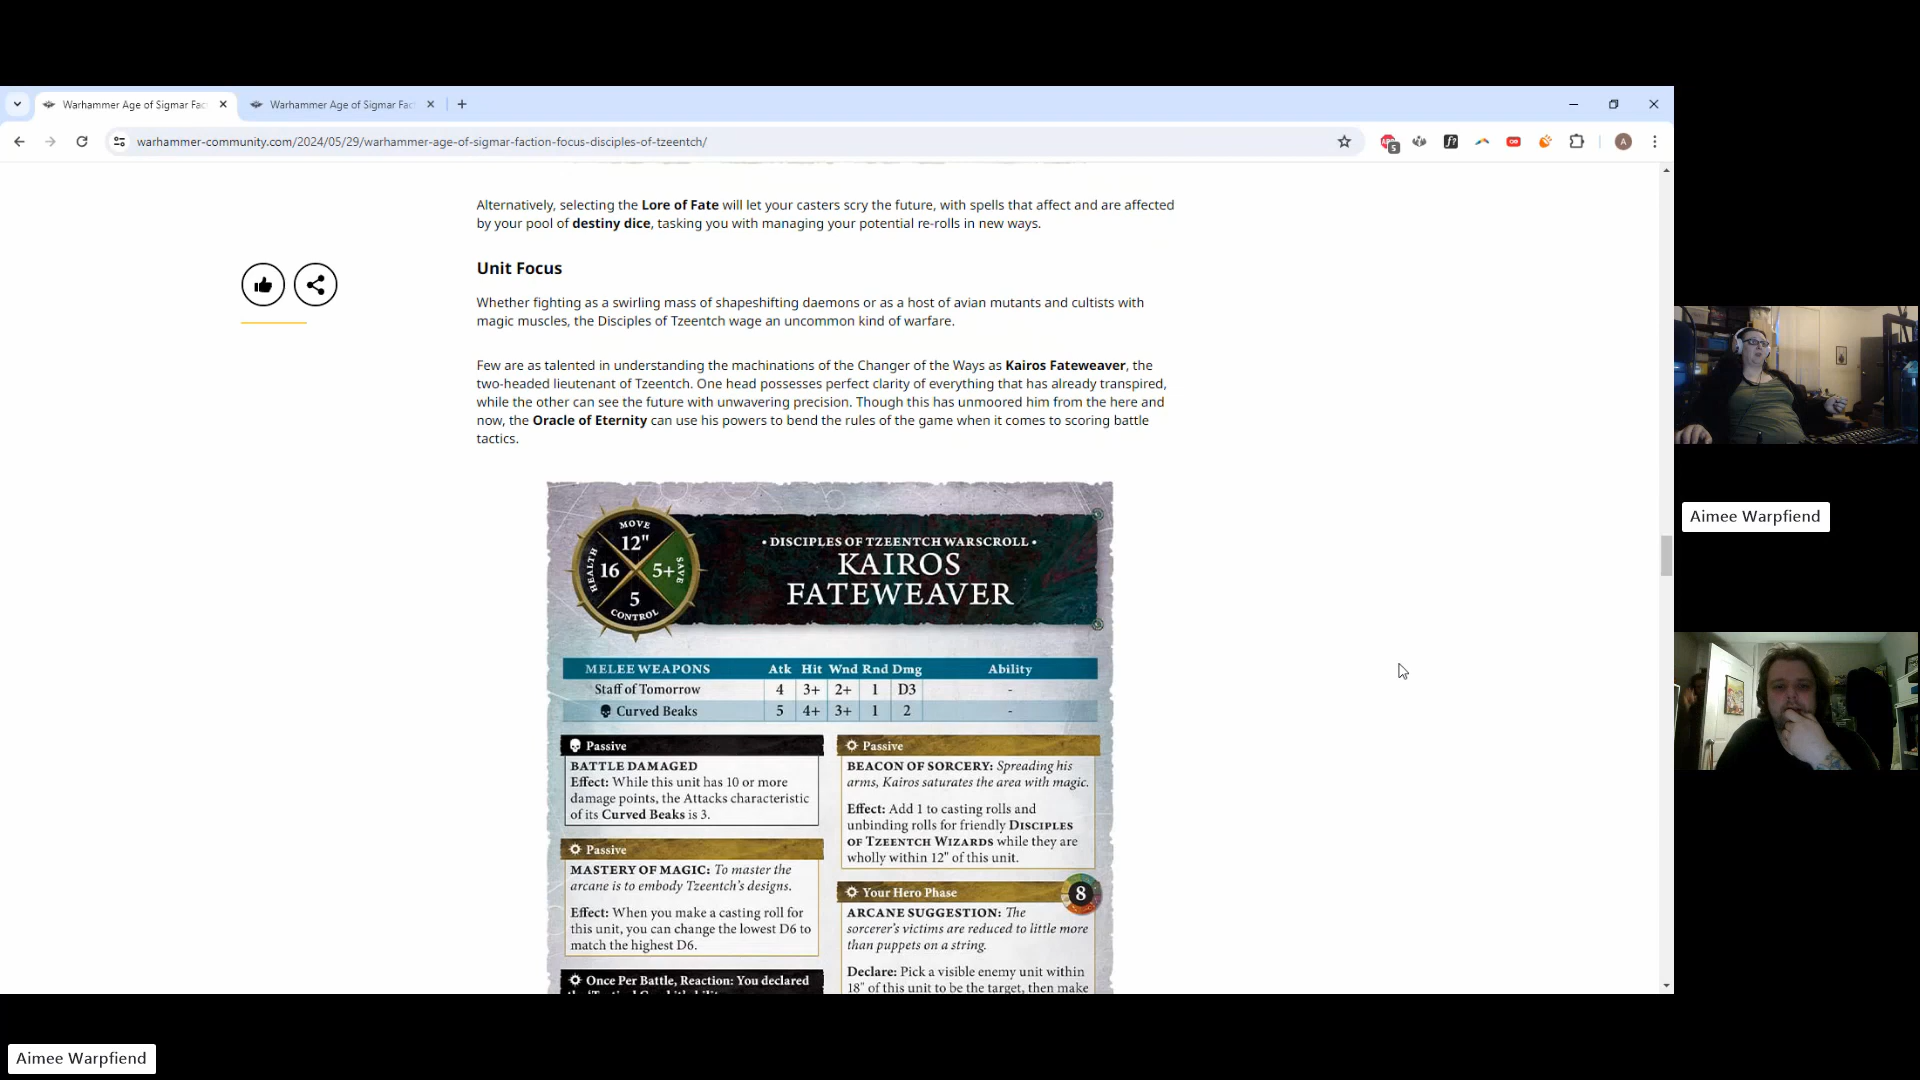 Warhammer Age of Sigmar Fac
Warhammer Age of Sigmar Fac
warhammer-community.com/2024/05/29/warhammer-age-of-sigmar-faction-focus-disciples-of-tzeentch/
5
f?
A
Alternatively, selecting the Lore of Fate will let your casters scry the future, with spells that affect and are affected
by your pool of destiny dice, tasking you with managing your potential re-rolls in new ways.
Unit Focus
Whether fighting as a swirling mass of shapeshifting daemons or as a host of avian mutants and cultists with
magic muscles, the Disciples of Tzeentch wage an uncommon kind of warfare.
Few are as talented in understanding the machinations of the Changer of the Ways as Kairos Fateweaver, the
two-headed lieutenant of Tzeentch. One head possesses perfect clarity of everything that has already transpired,
while the other can see the future with unwavering precision. Though this has unmoored him from the here and
now, the Oracle of Eternity can use his powers to bend the rules of the game when it comes to scoring battle
tactics.
MOVE
12"
HEALTH 16 5+ SAVE
5
CONTROL
• DISCIPLES OF TZEENTCH WARSCROLL •
KAIROS
FATEWEAVER
MELEE WEAPONS Atk Hit Wnd Rnd Dmg Ability
Staff of Tomorrow 4 3+ 2+ 1 D3 -
Curved Beaks 5 4+ 3+ 1 2 -
Passive
BATTLE DAMAGED
Effect: While this unit has 10 or more
damage points, the Attacks characteristic
of its Curved Beaks is 3.
Passive
MASTERY OF MAGIC: To master the
arcane is to embody Tzeentch's designs.
Effect: When you make a casting roll for
this unit, you can change the lowest D6 to
match the highest D6.
Once Per Battle, Reaction: You declared
Passive
BEACON OF SORCERY: Spreading his
arms, Kairos saturates the area with magic.
Effect: Add 1 to casting rolls and
unbinding rolls for friendly DISCIPLES
OF TZEENTCH WIZARDS while they are
wholly within 12" of this unit.
Your Hero Phase
8
ARCANE SUGGESTION: The
sorcerer's victims are reduced to little more
than puppets on a string.
Declare: Pick a visible enemy unit within
18" of this unit to be the target, then make
Aimee Warpfiend
Aimee Warpfiend